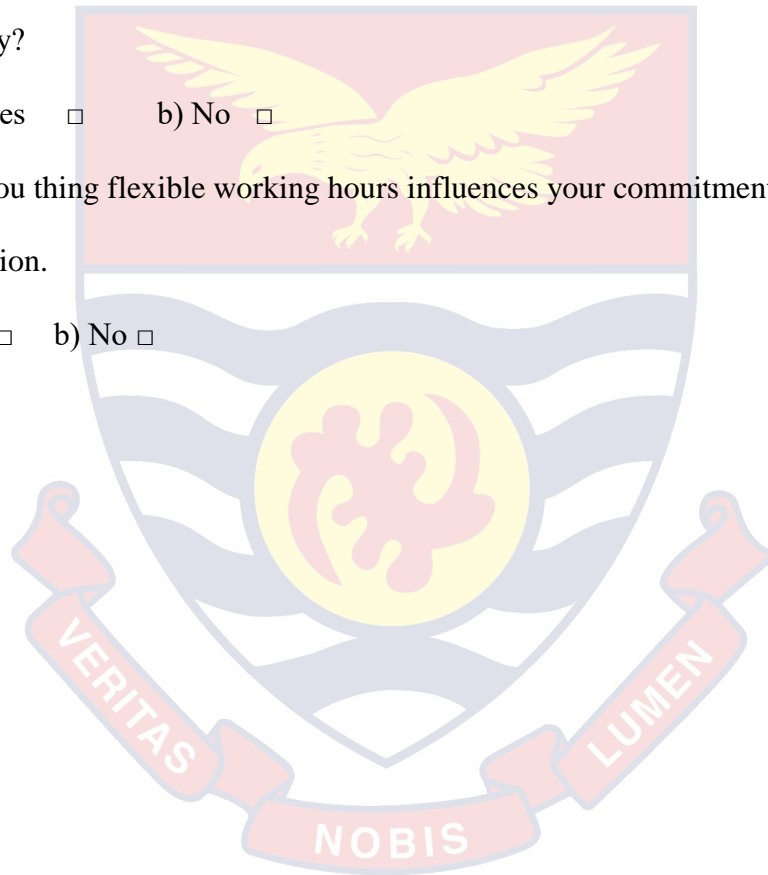 y?
es □ b) No □
ou thing flexible working hours influences your commitment
ion.
□ b) No □
VERITAS
NOBIS
LUMEN